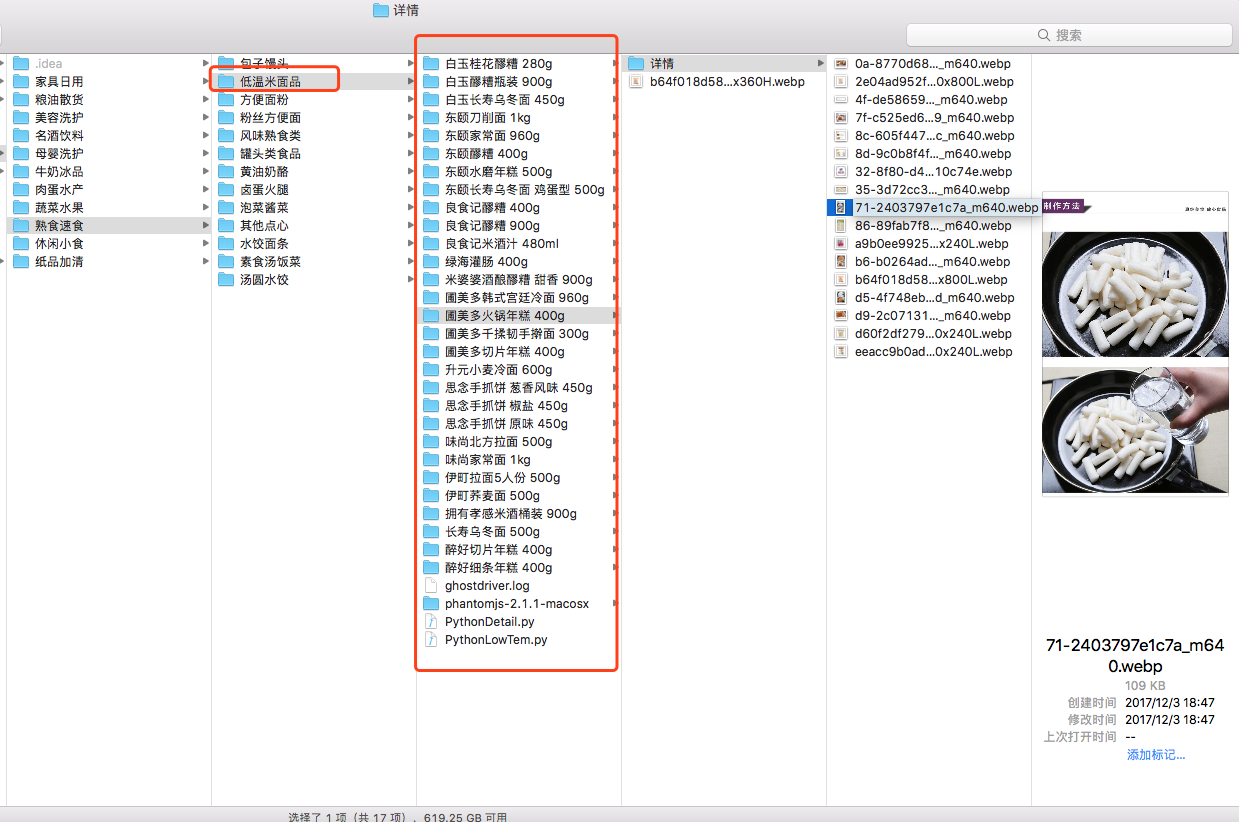 详情
搜索
.idea
家具日用
粮油散货
美容洗护
名酒饮料
母婴洗护
牛奶冰品
肉蛋水产
蔬菜水果
熟食速食
休闲小食
纸品加清
包子馒头
低温米面品
方便面粉
粉丝方便面
风味熟食类
罐头类食品
黄油奶酪
卤蛋火腿
泡菜酱菜
其他点心
水饺面条
素食汤饭菜
汤圆水饺
白玉桂花醪糟 280g
白玉醪糟瓶装 900g
白玉长寿乌冬面 450g
东颐刀削面 1kg
东颐家常面 960g
东颐醪糟 400g
东颐水磨年糕 500g
东颐长寿乌冬面 鸡蛋型 500g
良食记醪糟 400g
良食记醪糟 900g
良食记米酒汁 480ml
绿海灌肠 400g
米婆婆酒酿醪糟 甜香 900g
圃美多韩式宫廷冷面 960g
圃美多火锅年糕 400g
圃美多千揉韧手擀面 300g
圃美多切片年糕 400g
升元小麦冷面 600g
思念手抓饼 葱香风味 450g
思念手抓饼 椒盐 450g
思念手抓饼 原味 450g
味尚北方拉面 500g
味尚家常面 1kg
伊町拉面5人份 500g
伊町荞麦面 500g
拥有孝感米酒桶装 900g
长寿乌冬面 500g
醉好切片年糕 400g
醉好细条年糕 400g
ghostdriver.log
phantomjs-2.1.1-macosx
PythonDetail.py
PythonLowTem.py
详情
b64f018d58...x360H.webp
0a-8770d68..._m640.webp
2e04ad952f...0x800L.webp
4f-de58659..._m640.webp
7f-c525ed6...9_m640.webp
8c-605f447...c_m640.webp
8d-9c0b8f4f..._m640.webp
32-8f80-d4...10c74e.webp
35-3d72cc3..._m640.webp
71-2403797e1c7a_m640.webp
86-89fab7f8..._m640.webp
a9b0ee9925...x240L.webp
b6-b0264ad..._m640.webp
b64f018d58...x800L.webp
d5-4f748eb...d_m640.webp
d9-2c07131..._m640.webp
d60f2df279...0x240L.webp
eeacc9b0ad...0x240L.webp
制作方法
71-2403797e1c7a_m64
0.webp
109 KB
创建时间 2017/12/3 18:47
修改时间 2017/12/3 18:47
上次打开时间 --
添加标记...
选择了 1 项（共 17 项），619.25 GB 可用